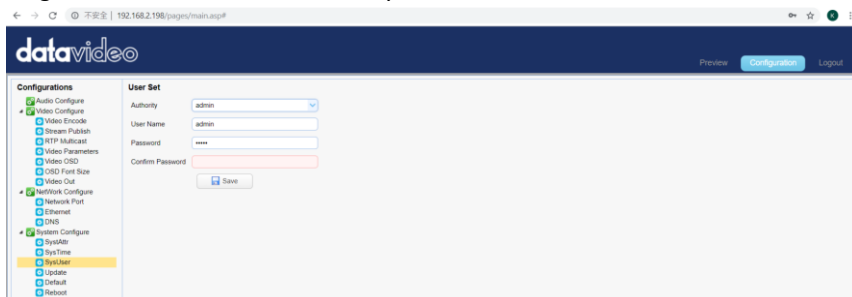 不安全 | 192.168.2.198/pages/main.asp#
K
datavideo
Preview
Configuration
Logout
Configurations
Audio Configure
Video Configure
Video Encode
Stream Publish
RTP Multicast
Video Parameters
Video OSD
OSD Font Size
Video Out
NetWork Configure
Network Port
Ethernet
DNS
System Configure
SystAttr
SysTime
SysUser
Update
Default
Reboot
User Set
Authority admin
User Name admin
Password •••••
Confirm Password
Save